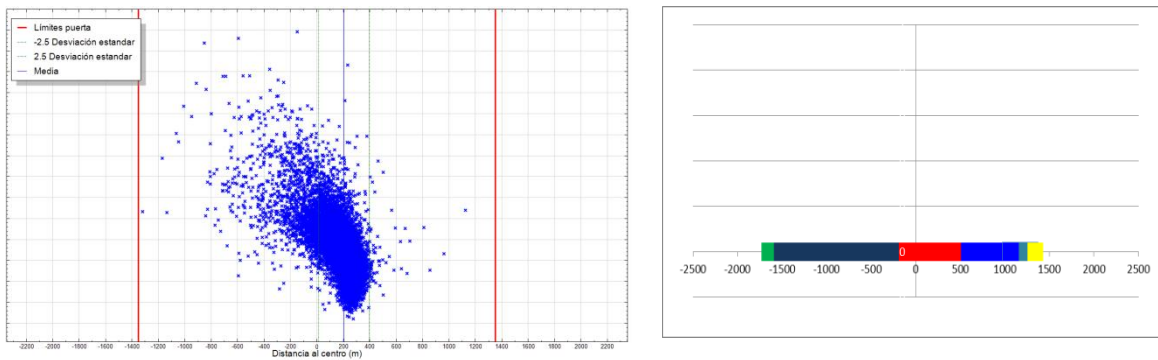 Límites puerta
-2.5 Desviación estandar
2.5 Desviación estandar
Media
-2200 -2000 -1800 -1600 -1400 -1200 -1000 -800 -600 -400 -200 0 200 400 600 800 1000 1200 1400 1600 1800 2000 2200
Distancia al centro (m)
0
-2500 -2000 -1500 -1000 -500 0 500 1000 1500 2000 2500